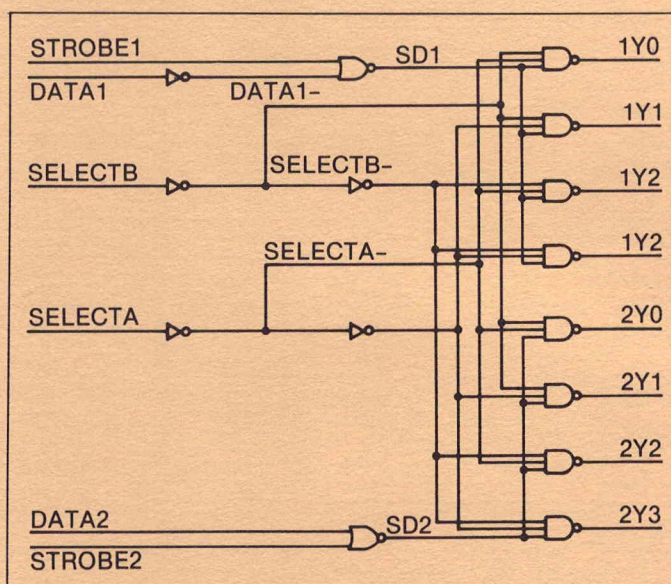 STROBE1
SD1
1Y0
DATA1
DATA1-
1Y1
SELECTB
SELECTB-
1Y2
SELECTA-
1Y2
SELECTA
2Y0
2Y1
2Y2
DATA2
SD2
2Y3
STROBE2